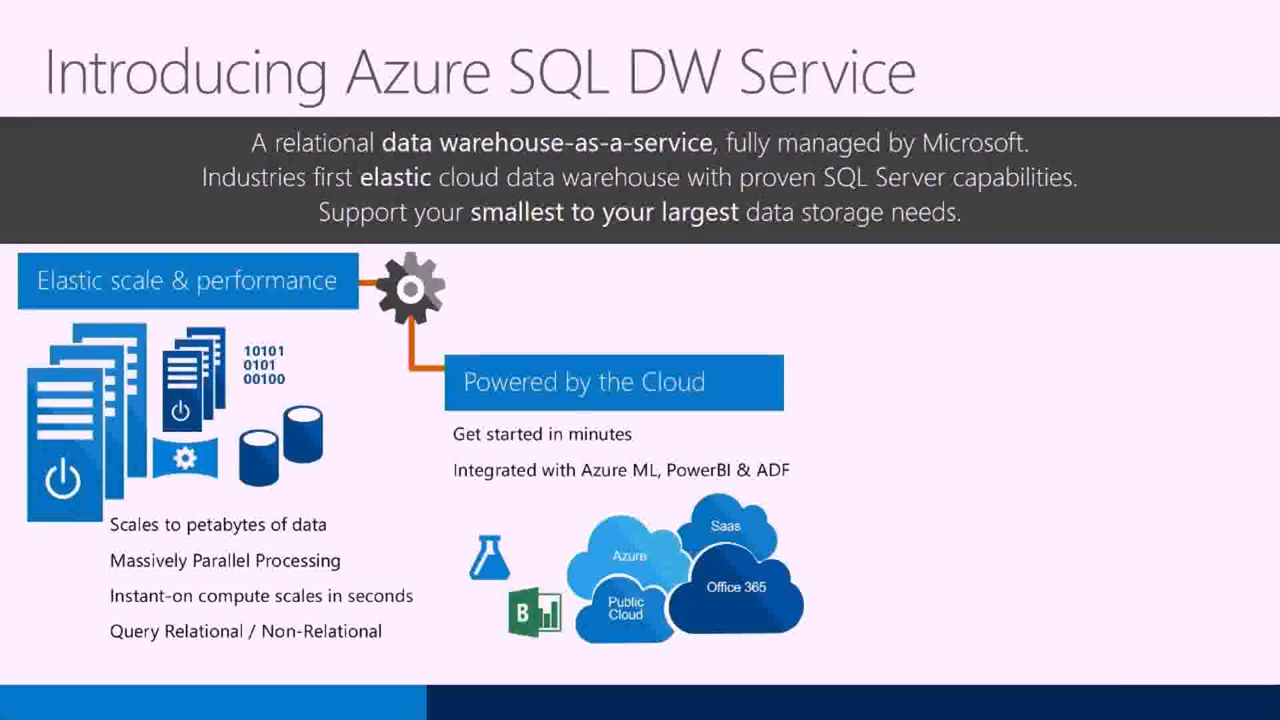 Introducing Azure SQL DW Service
A relational data warehouse-as-a-service, fully managed by Microsoft.
Industries first elastic cloud data warehouse with proven SQL Server capabilities.
Support your smallest to your largest data storage needs.
Elastic scale & performance
10101
0101
00100
Scales to petabytes of data
Massively Parallel Processing
Instant-on compute scales in seconds
Query Relational / Non-Relational
Powered by the Cloud
Get started in minutes
Integrated with Azure ML, PowerBI & ADF
Saas
Azure
Office 365
Public
Cloud
B